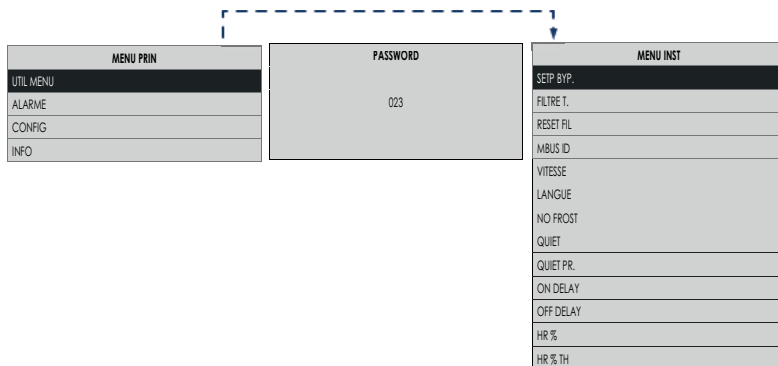 MENU PRIN
UTIL MENU
ALARME
CONFIG
INFO
PASSWORD
023
MENU INST
SETP BYP.
FILTRE T.
RESET FIL
MBUS ID
VITESSE
LANGUE
NO FROST
QUIET
QUIET PR.
ON DELAY
OFF DELAY
HR %
HR % TH